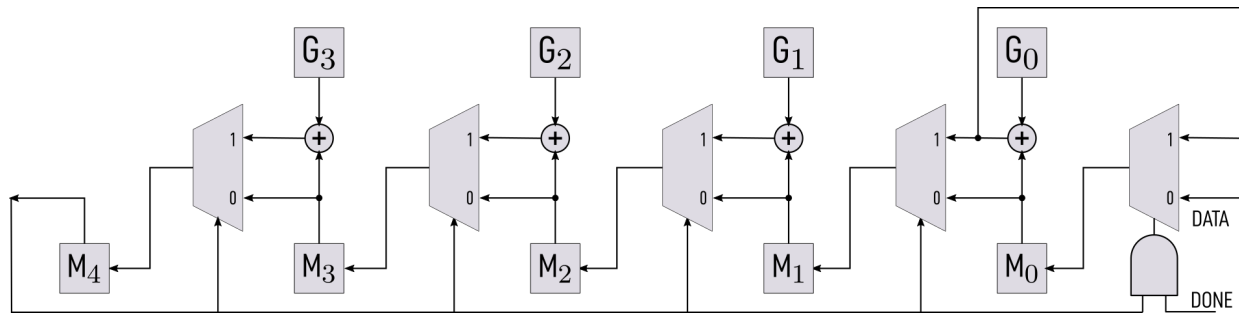 G3 G2 G1 G0
+ + + +
1 1 1 1 1
0 0 0 0 0
DATA
M4 M3 M2 M1 M0
DONE